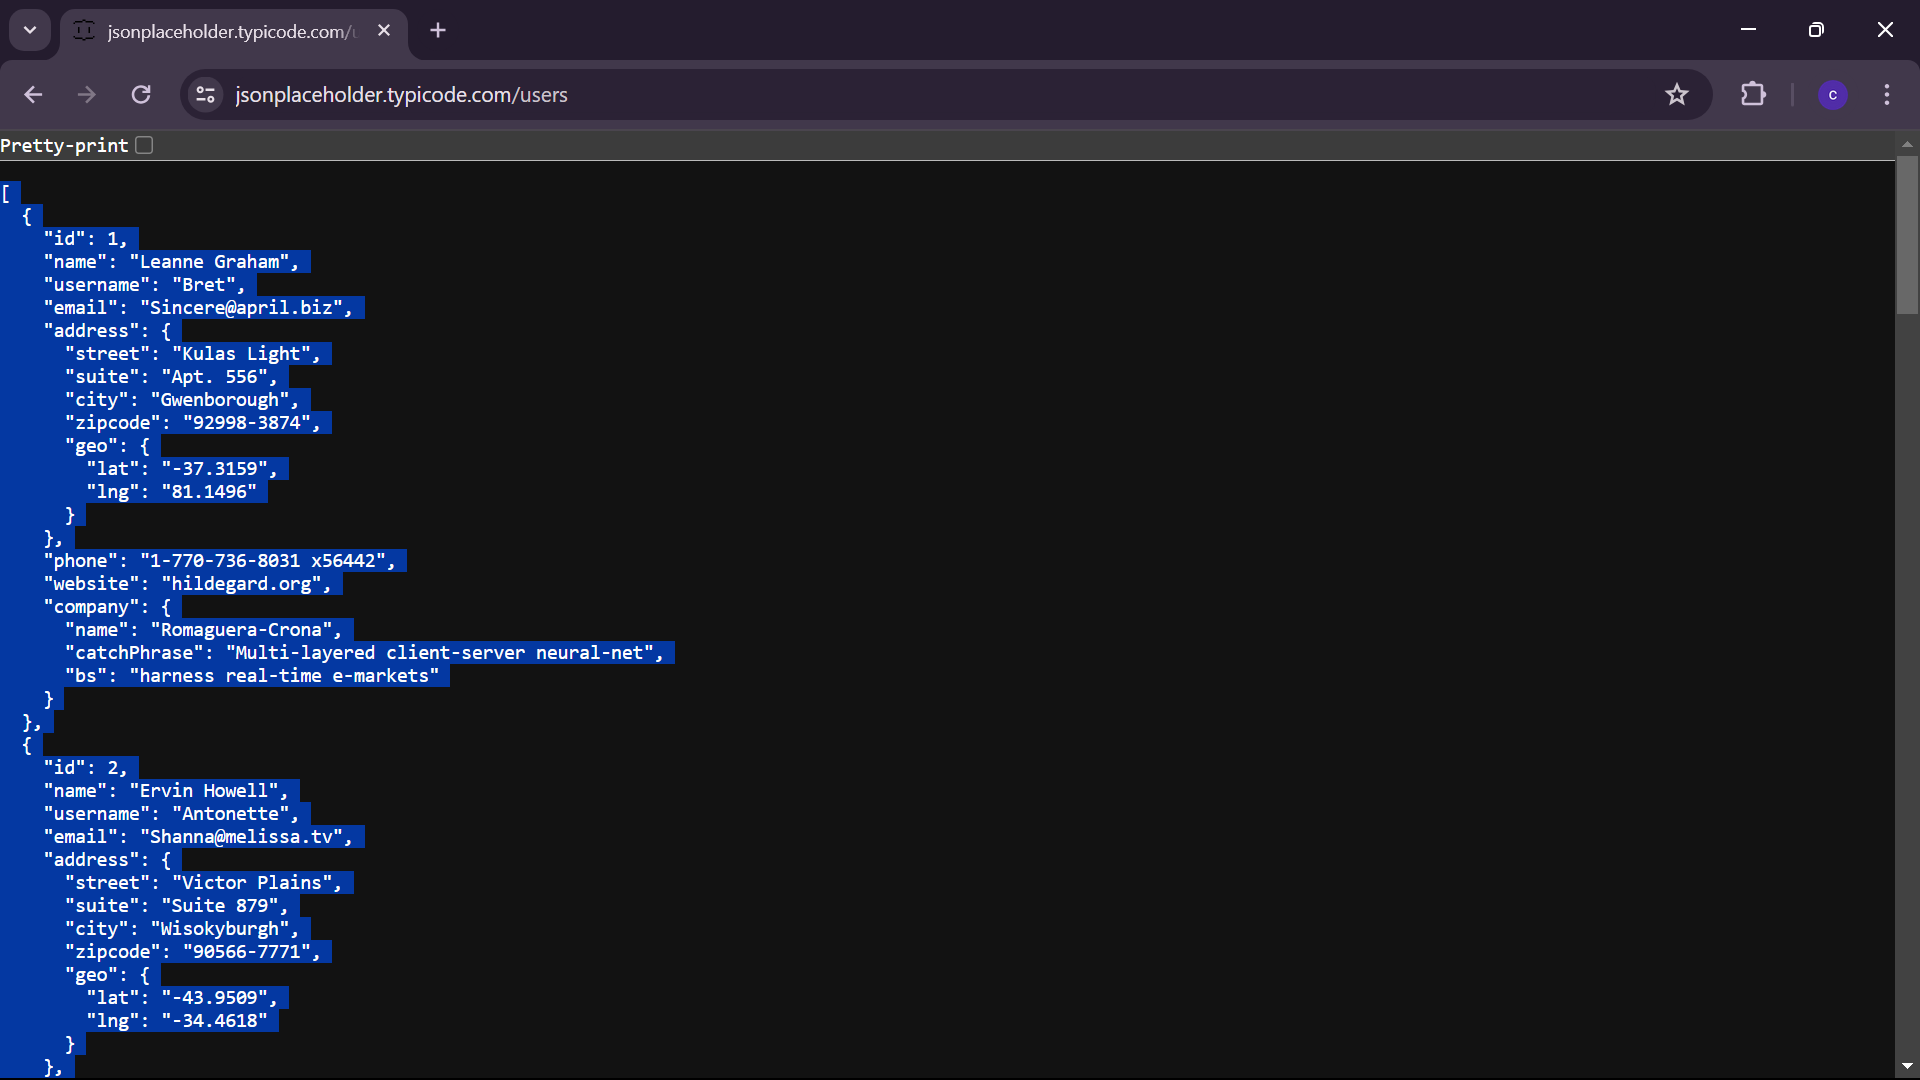 jsonplaceholder.typicode.com/u
jsonplaceholder.typicode.com/users
c
Pretty-print
[
  {
    "id": 1,
    "name": "Leanne Graham",
    "username": "Bret",
    "email": "Sincere@april.biz",
    "address": {
      "street": "Kulas Light",
      "suite": "Apt. 556",
      "city": "Gwenborough",
      "zipcode": "92998-3874",
      "geo": {
        "lat": "-37.3159",
        "lng": "81.1496"
      }
    },
    "phone": "1-770-736-8031 x56442",
    "website": "hildegard.org",
    "company": {
      "name": "Romaguera-Crona",
      "catchPhrase": "Multi-layered client-server neural-net",
      "bs": "harness real-time e-markets"
    }
  },
  {
    "id": 2,
    "name": "Ervin Howell",
    "username": "Antonette",
    "email": "Shanna@melissa.tv",
    "address": {
      "street": "Victor Plains",
      "suite": "Suite 879",
      "city": "Wisokyburgh",
      "zipcode": "90566-7771",
      "geo": {
        "lat": "-43.9509",
        "lng": "-34.4618"
      }
    },